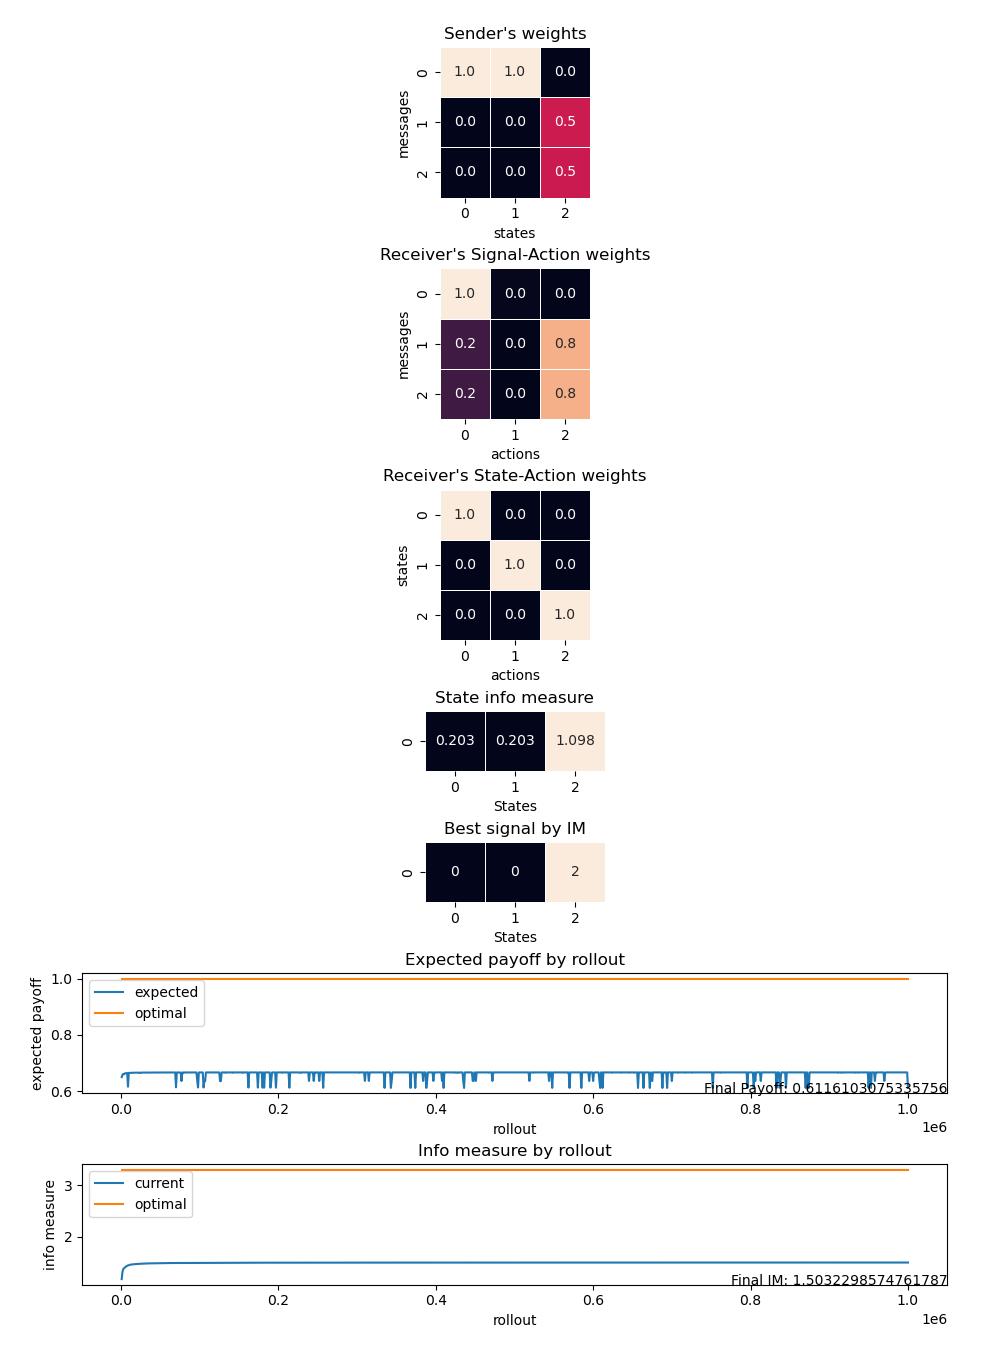 Sender's weights
0 1.0 1.0 0.0
1 0.0 0.0 0.5
2 0.0 0.0 0.5
messages
0 1 2
states
Receiver's Signal-Action weights
0 1.0 0.0 0.0
1 0.2 0.0 0.8
2 0.2 0.0 0.8
messages
0 1 2
actions
Receiver's State-Action weights
0 1.0 0.0 0.0
1 0.0 1.0 0.0
2 0.0 0.0 1.0
states
0 1 2
actions
State info measure
0 0.203 0.203 1.098
0 1 2
States
Best signal by IM
0 0 0 2
0 1 2
States
Expected payoff by rollout
expected payoff
1.0
0.8
0.6
expected
optimal
Final Payoff: 0.6116103075335756
0.0 0.2 0.4 0.6 0.8 1.0
1e6
rollout
Info measure by rollout
info measure
3
2
current
optimal
Final IM: 1.5032298574761787
0.0 0.2 0.4 0.6 0.8 1.0
1e6
rollout